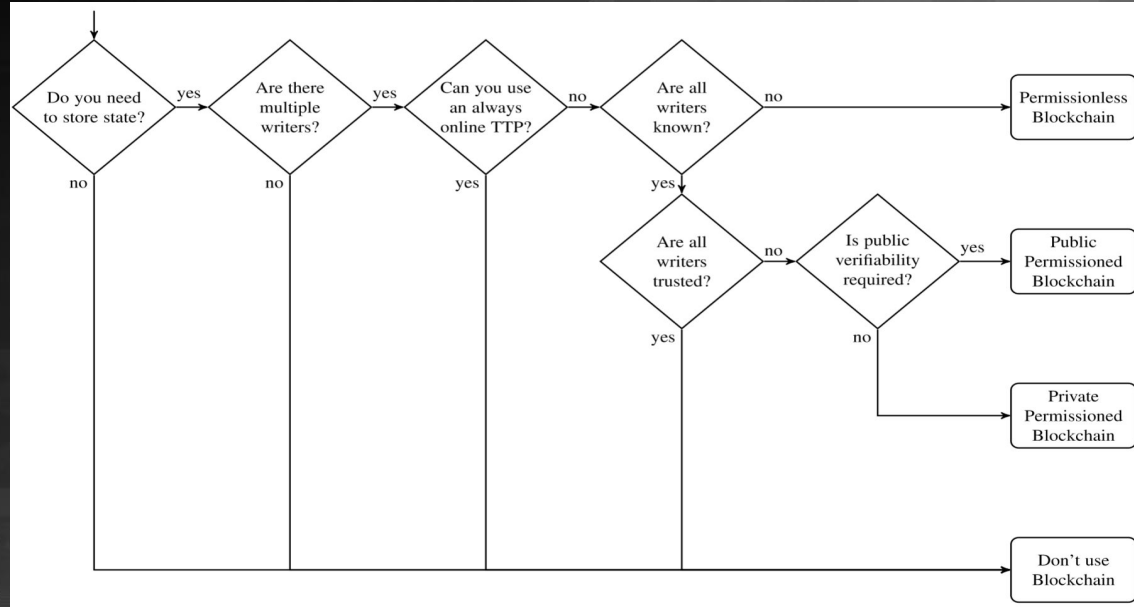 Do you need
to store state?
yes
no
Are there
multiple
writers?
yes
no
Can you use
an always
online TTP?
no
yes
Are all
writers
known?
no
yes
Permissionless
Blockchain
Are all
writers
trusted?
no
yes
Is public
verifiability
required?
yes
no
Public
Permissioned
Blockchain
Private
Permissioned
Blockchain
Don't use
Blockchain